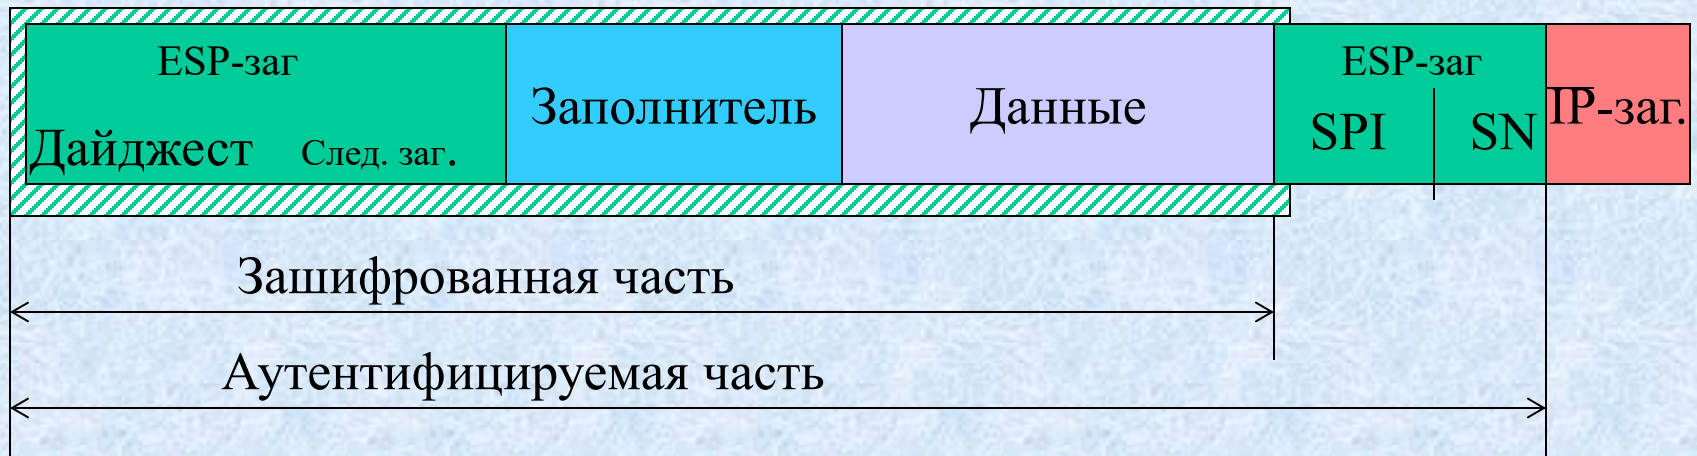 ESP-заг
Дайджест След. заг.
Заполнитель
Данные
ESP-заг
SPI SN
IP-заг.
Зашифрованная часть
Аутентифицируемая часть